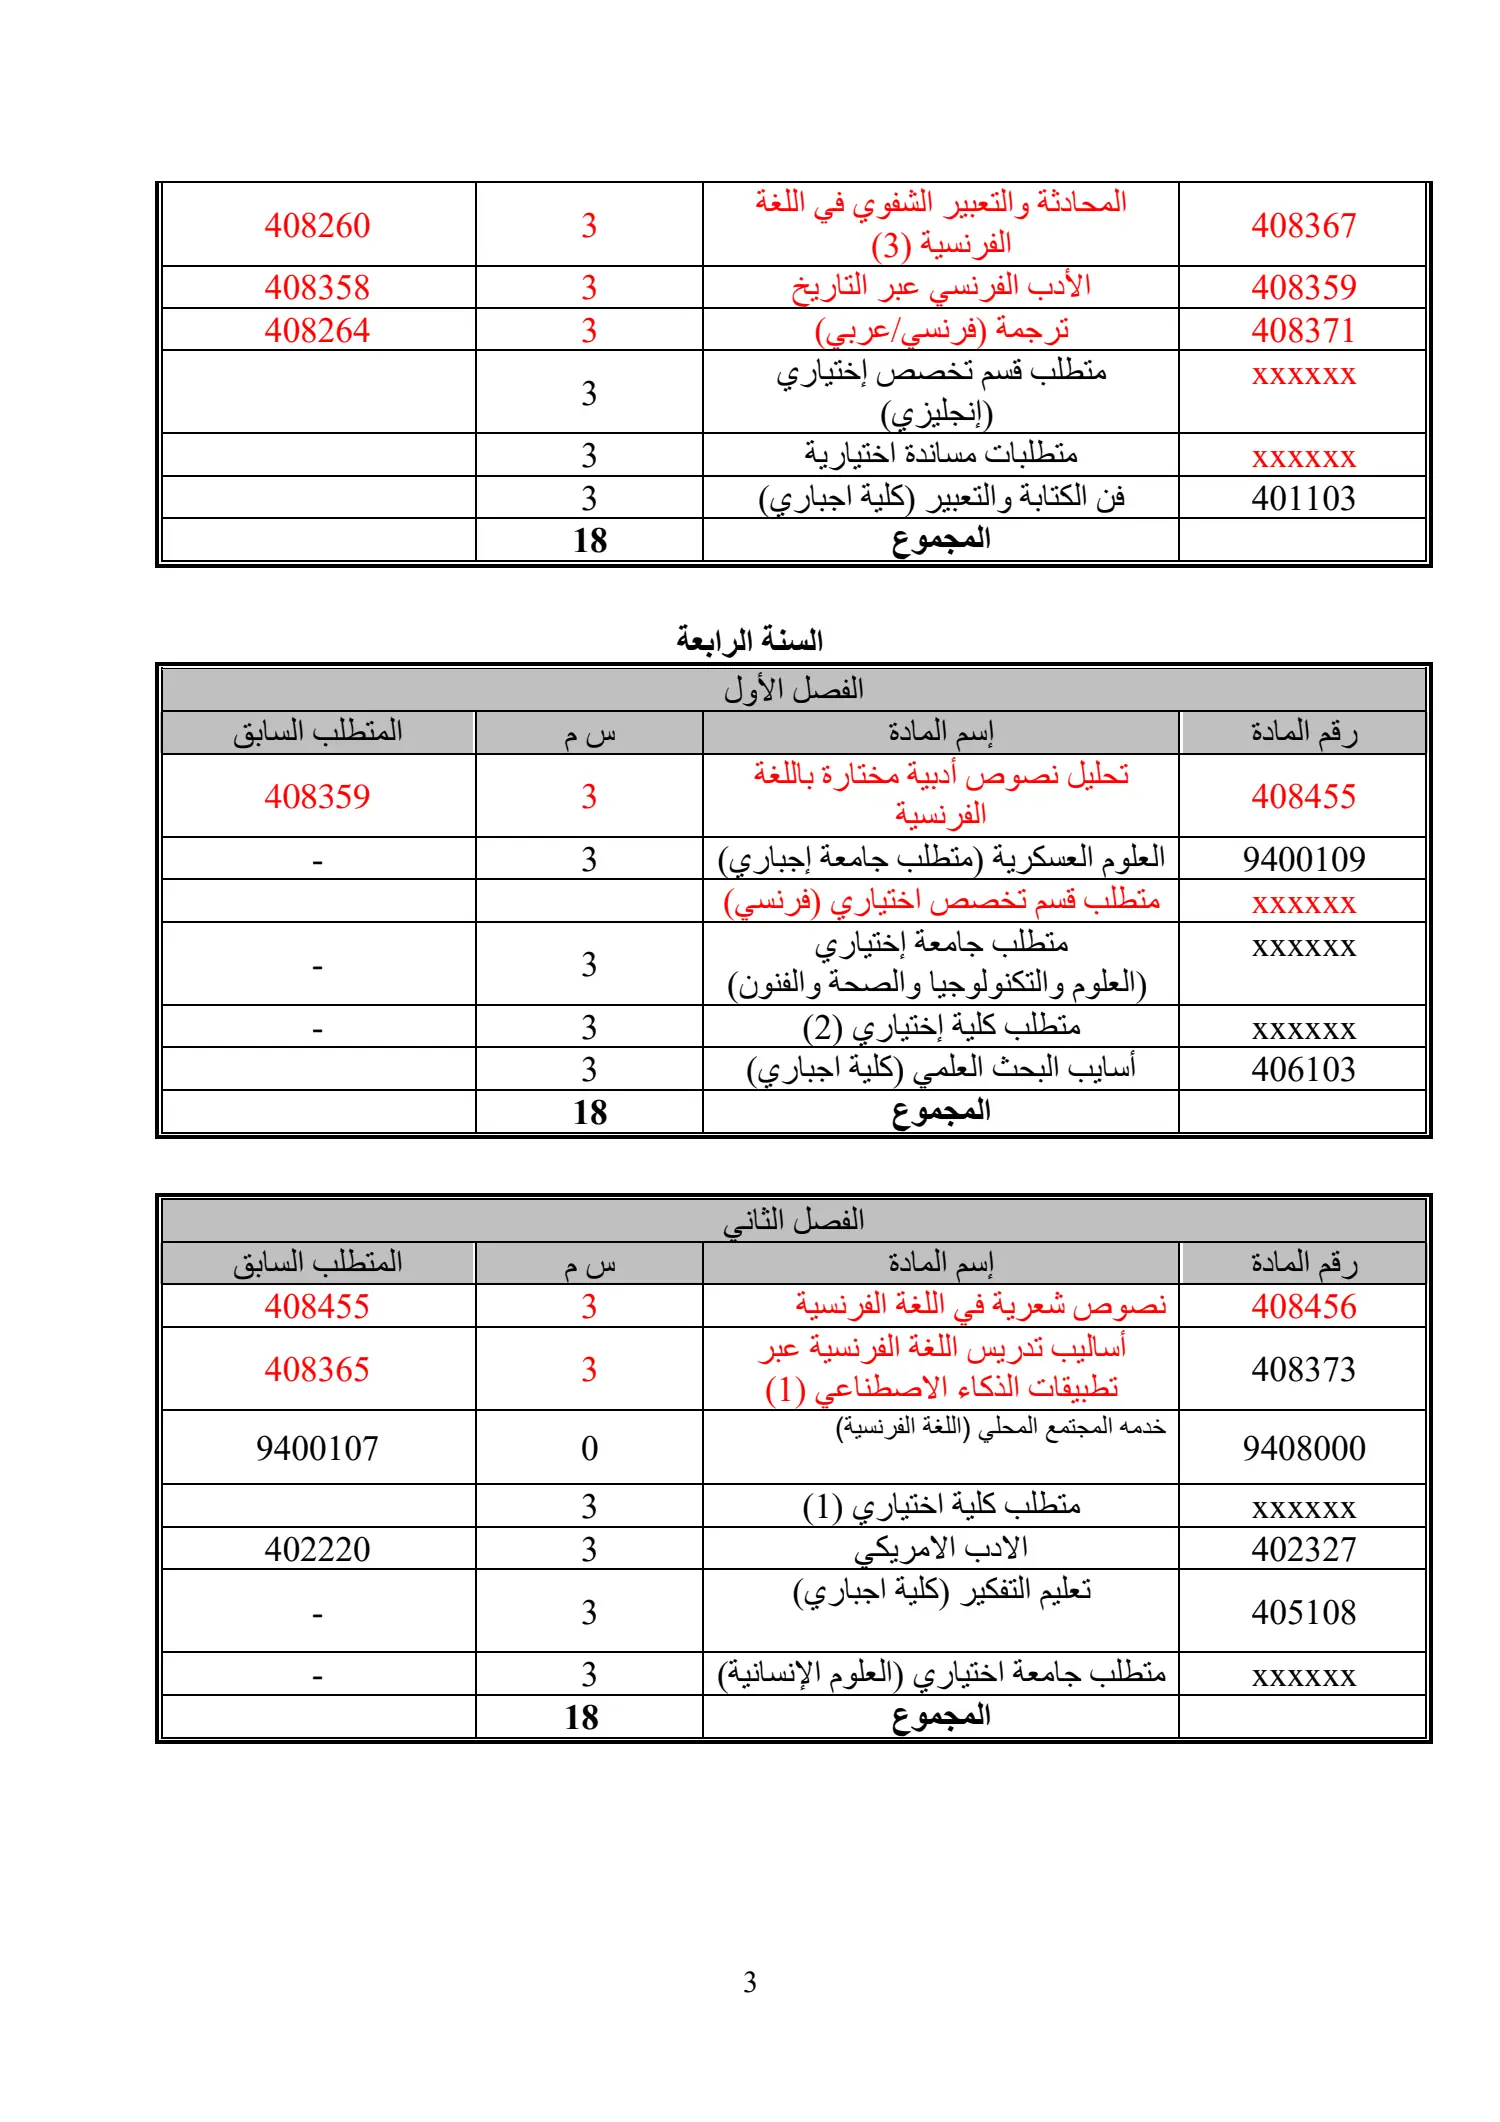 408367 المحادثة والتعبير الشفوي في اللغة 3 408260
الفرنسية (3)
408359 الأدب الفرنسي عبر التاريخ 3 408358
408371 ترجمة (فرنسي/عربي) 3 408264
xxxxxx متطلب قسم تخصص إختياري 3
(إنجليزي)
xxxxxx متطلبات مساندة اختيارية 3
401103 فن الكتابة والتعبير (كلية اجباري) 3
المجموع 18
السنة الرابعة
الفصل الأول
رقم المادة إسم المادة س م المتطلب السابق
408455 تحليل نصوص أدبية مختارة باللغة 3 408359
الفرنسية
9400109 العلوم العسكرية (متطلب جامعة إجباري) 3 -
xxxxxx متطلب قسم تخصص اختياري (فرنسي)
xxxxxx متطلب جامعة إختياري 3 -
(العلوم والتكنولوجيا والصحة والفنون)
xxxxxx متطلب كلية إختياري (2) 3 -
406103 أسايب البحث العلمي (كلية اجباري) 3
المجموع 18
الفصل الثاني
رقم المادة إسم المادة س م المتطلب السابق
408456 نصوص شعرية في اللغة الفرنسية 3 408455
408373 أساليب تدريس اللغة الفرنسية عبر 3 408365
تطبيقات الذكاء الاصطناعي (1)
9408000 خدمه المجتمع المحلي (اللغة الفرنسية) 0 9400107
xxxxxx متطلب كلية اختياري (1) 3
402327 الادب الامريكي 3 402220
405108 تعليم التفكير (كلية اجباري) 3 -
xxxxxx متطلب جامعة اختياري (العلوم الإنسانية) 3 -
المجموع 18
3